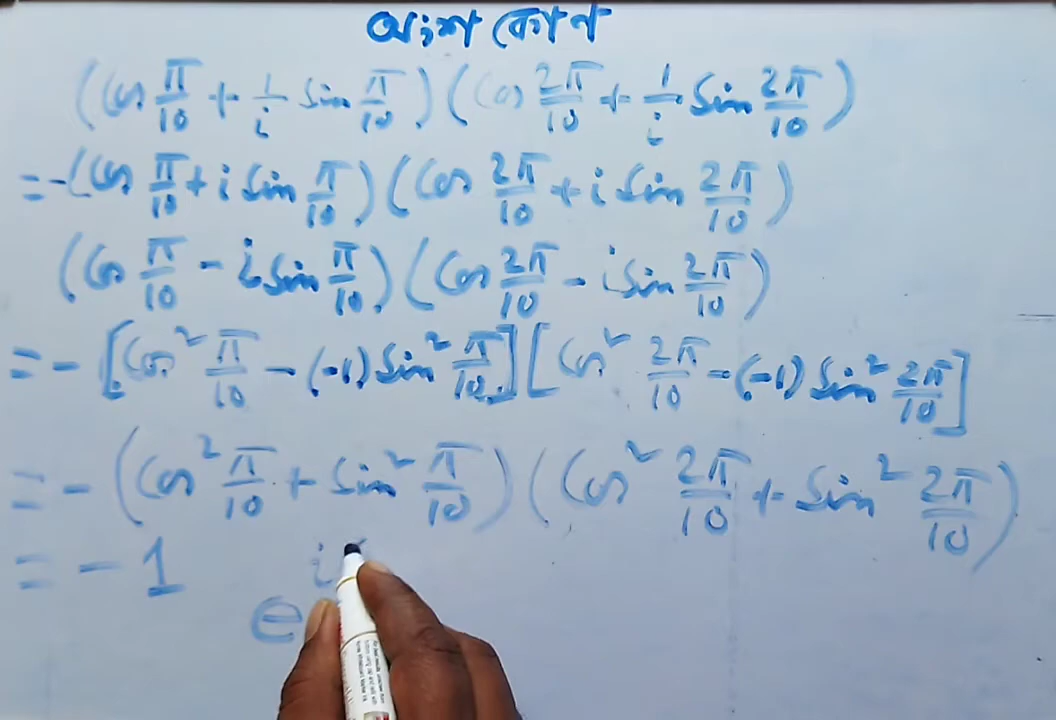 অংশ কোণ
(Cos π/10 + 1/i Sin π/10)(Cos 2π/10 + 1/i Sin 2π/10)
= -(Cos π/10 + i Sin π/10)(Cos 2π/10 + i Sin 2π/10)
(Cos π/10 - i Sin π/10)(Cos 2π/10 - i Sin 2π/10)
= - [Cos² π/10 - (-1) Sin² π/10][Cos² 2π/10 - (-1) Sin² 2π/10]
= - (Cos² π/10 + Sin² π/10)(Cos² 2π/10 + Sin² 2π/10)
= - 1
e^i